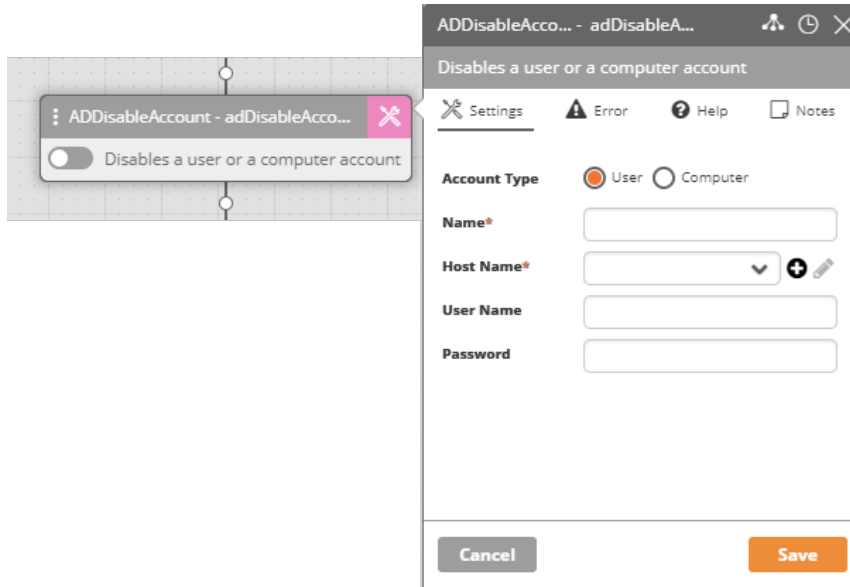 ADDisableAccount - adDisableAcco...
Disables a user or a computer account
ADDisableAcco... - adDisableA...
Disables a user or a computer account
Settings Error Help Notes
Account Type User Computer
Name*
Host Name*
User Name
Password
Cancel Save